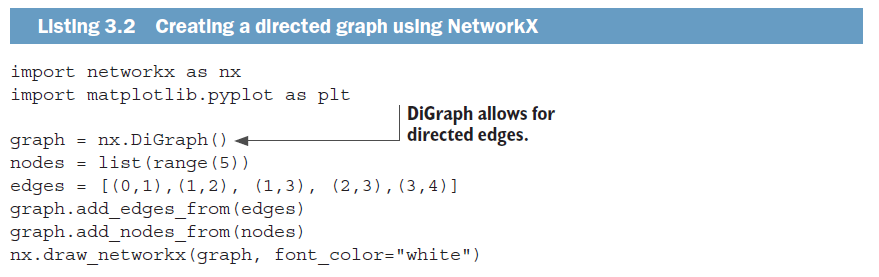 Listing 3.2 Creating a directed graph using NetworkX
import networkx as nx
import matplotlib.pyplot as plt
DiGraph allows for
directed edges.
graph = nx.DiGraph()
nodes = list(range(5))
edges = [(0,1),(1,2), (1,3), (2,3),(3,4)]
graph.add_edges_from(edges)
graph.add_nodes_from(nodes)
nx.draw_networkx(graph, font_color="white")